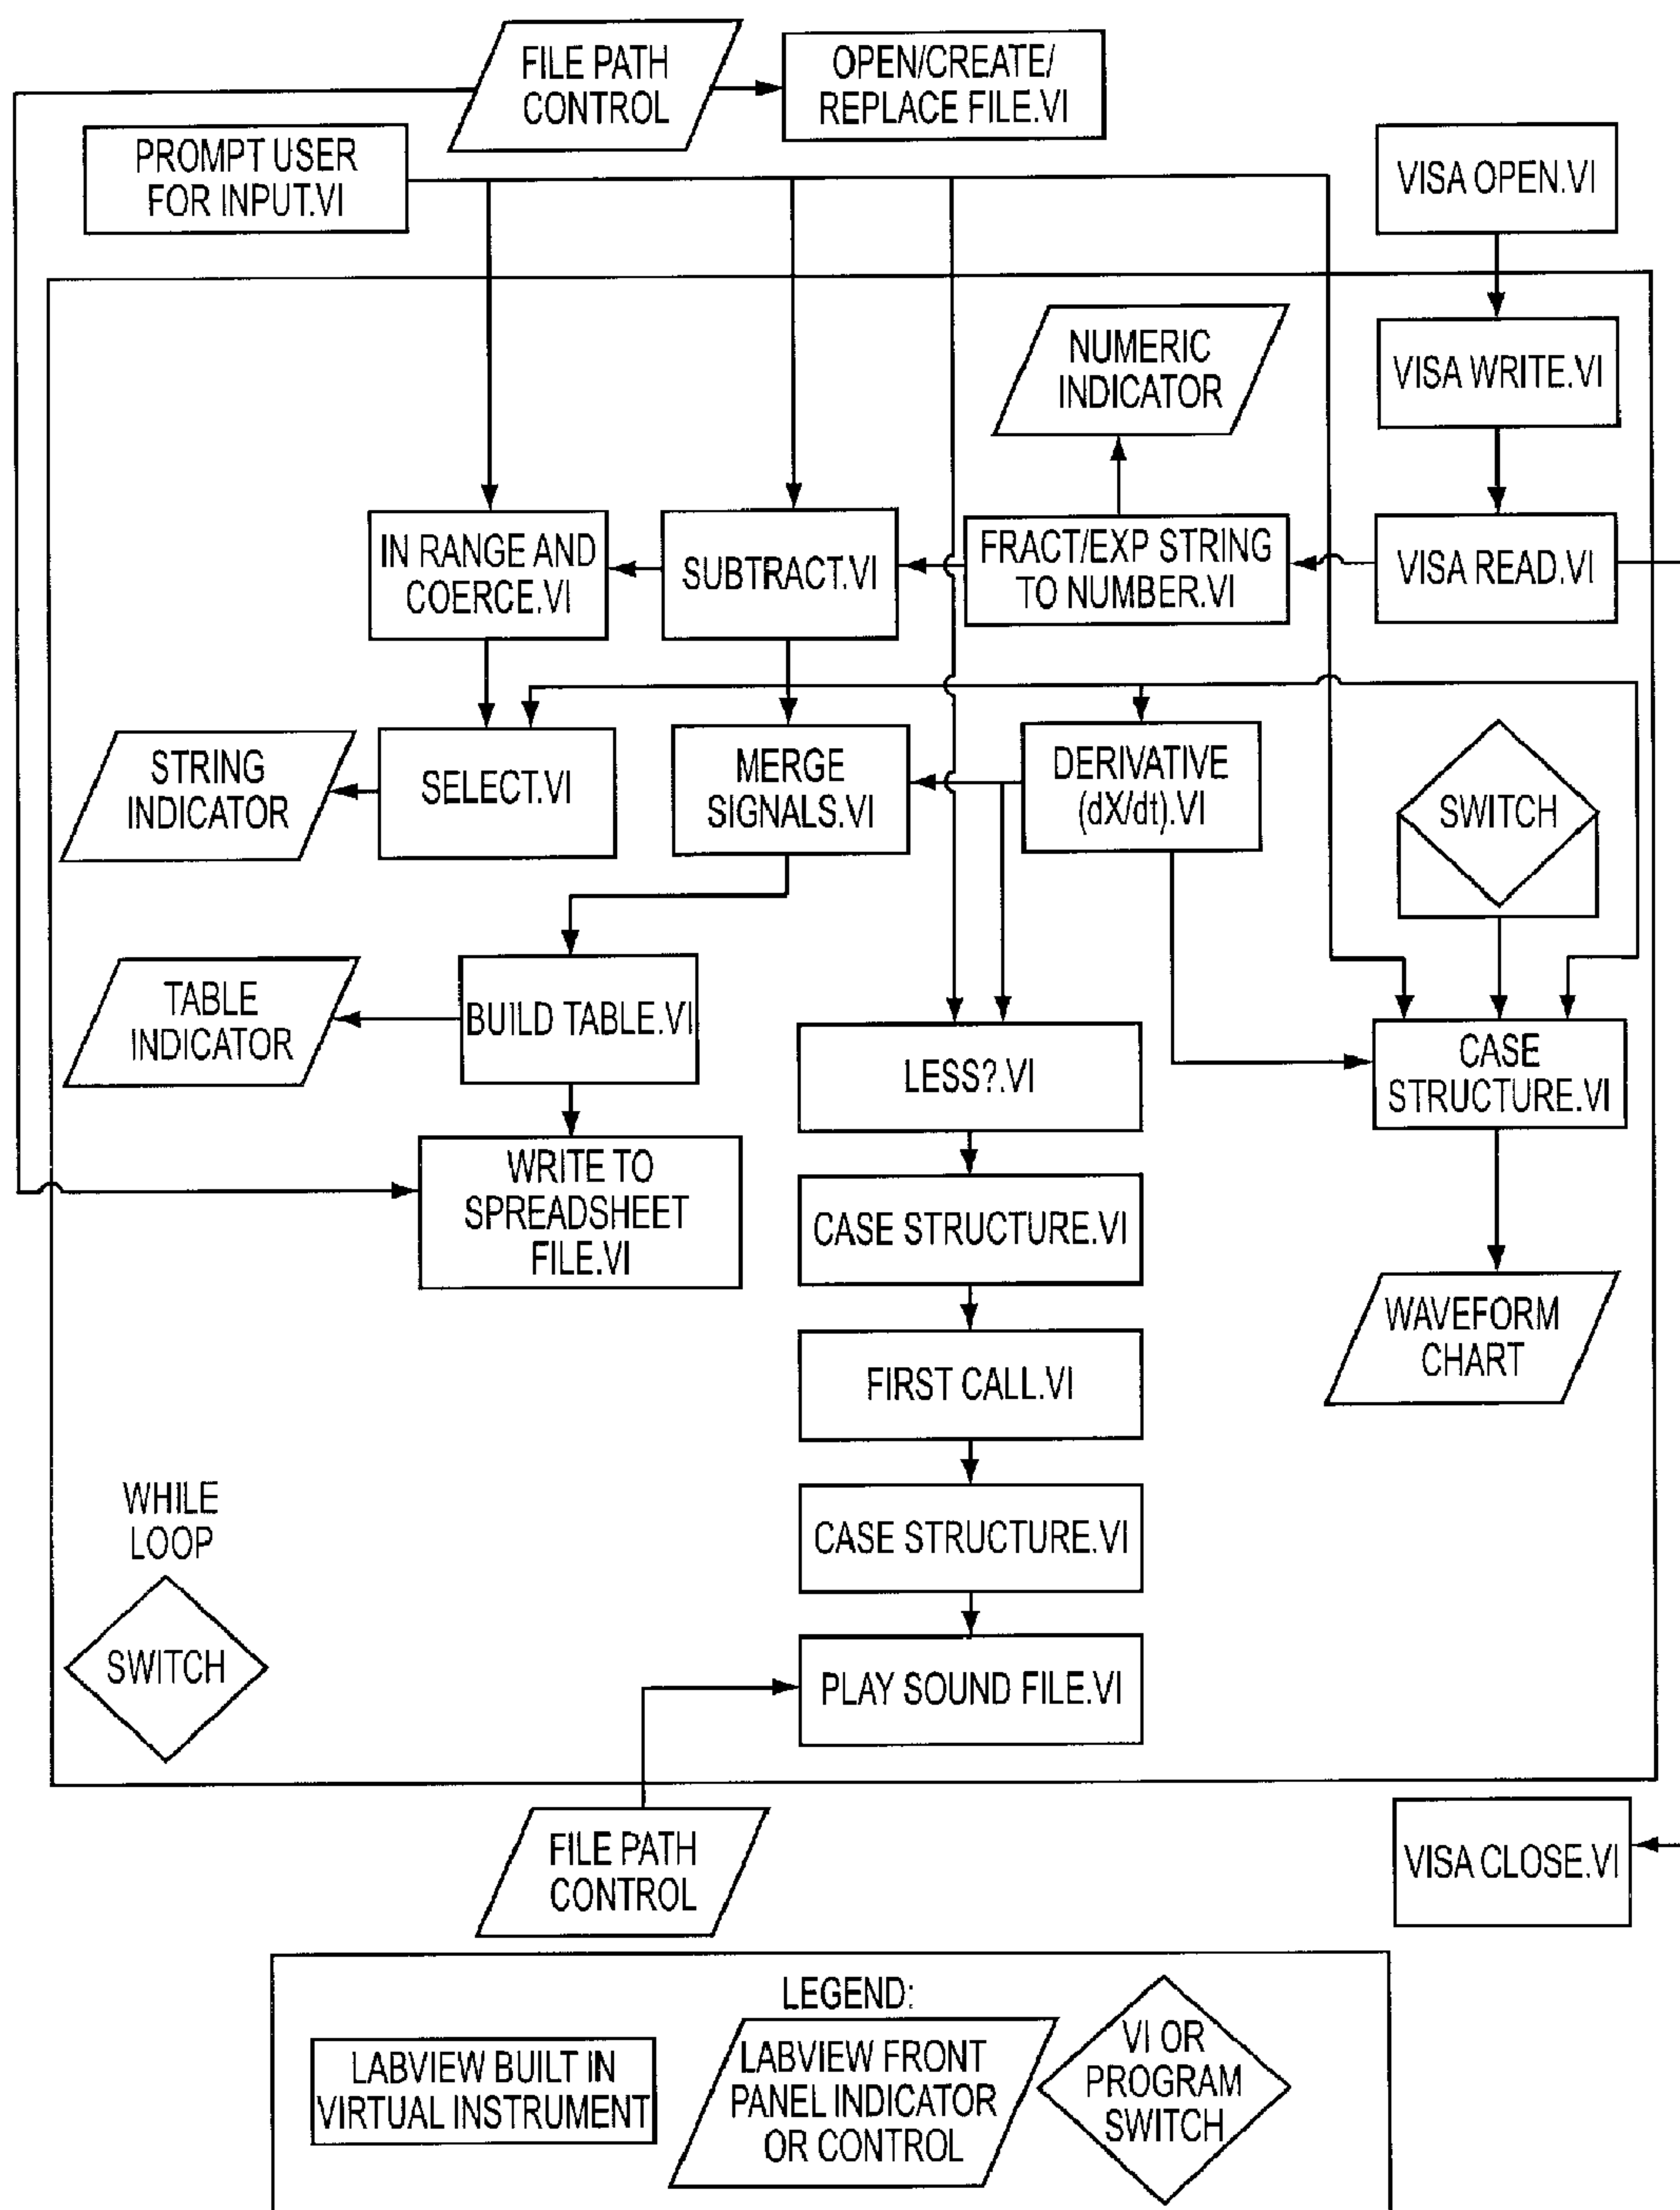 FILE PATH
CONTROL
OPEN/CREATE/
REPLACE FILE.VI
PROMPT USER
FOR INPUT.VI
VISA OPEN.VI
NUMERIC
INDICATOR
VISA WRITE.VI
IN RANGE AND
COERCE.VI
SUBTRACT.VI
FRACT/EXP STRING
TO NUMBER.VI
VISA READ.VI
STRING
INDICATOR
SELECT.VI
MERGE
SIGNALS.VI
DERIVATIVE
(dX/dt).VI
SWITCH
TABLE
INDICATOR
BUILD TABLE.VI
LESS?.VI
CASE
STRUCTURE.VI
WRITE TO
SPREADSHEET
FILE.VI
CASE STRUCTURE.VI
FIRST CALL.VI
WAVEFORM
CHART
WHILE
LOOP
CASE STRUCTURE.VI
SWITCH
PLAY SOUND FILE.VI
FILE PATH
CONTROL
VISA CLOSE.VI
LEGEND:
LABVIEW BUILT IN
VIRTUAL INSTRUMENT
LABVIEW FRONT
PANEL INDICATOR
OR CONTROL
VI OR
PROGRAM
SWITCH